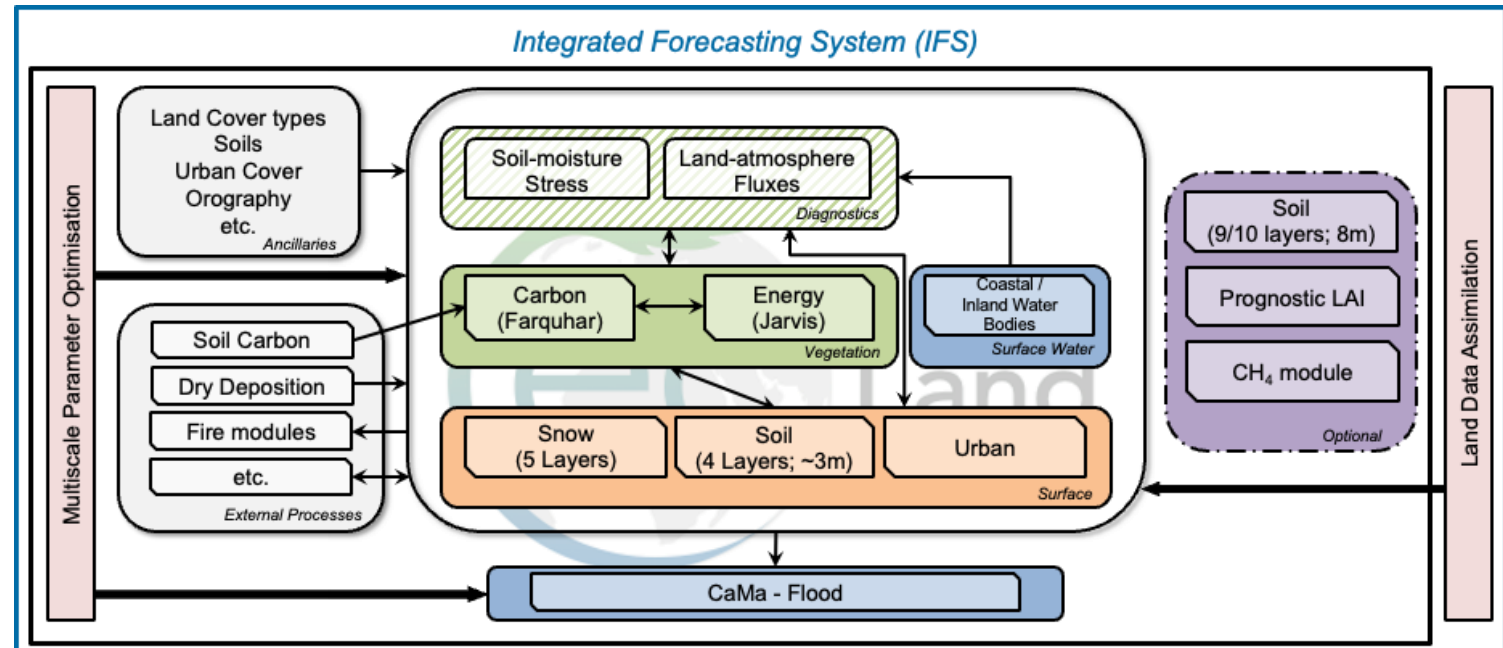 Integrated Forecasting System (IFS)
Multiscale Parameter Optimisation
Land Cover types
Soils
Urban Cover
Orography
etc.
Ancillaries
Soil Carbon
Dry Deposition
Fire modules
etc.
External Processes
Soil-moisture
Stress
Land-atmosphere
Fluxes
Diagnostics
Carbon
(Farquhar)
Energy
(Jarvis)
Vegetation
Coastal /
Inland Water
Bodies
Surface Water
Land
Snow
(5 Layers)
Soil
(4 Layers; ~3m)
Urban
Surface
CaMa - Flood
Soil
(9/10 layers; 8m)
Prognostic LAI
CH₄ module
Optional
Land Data Assimilation